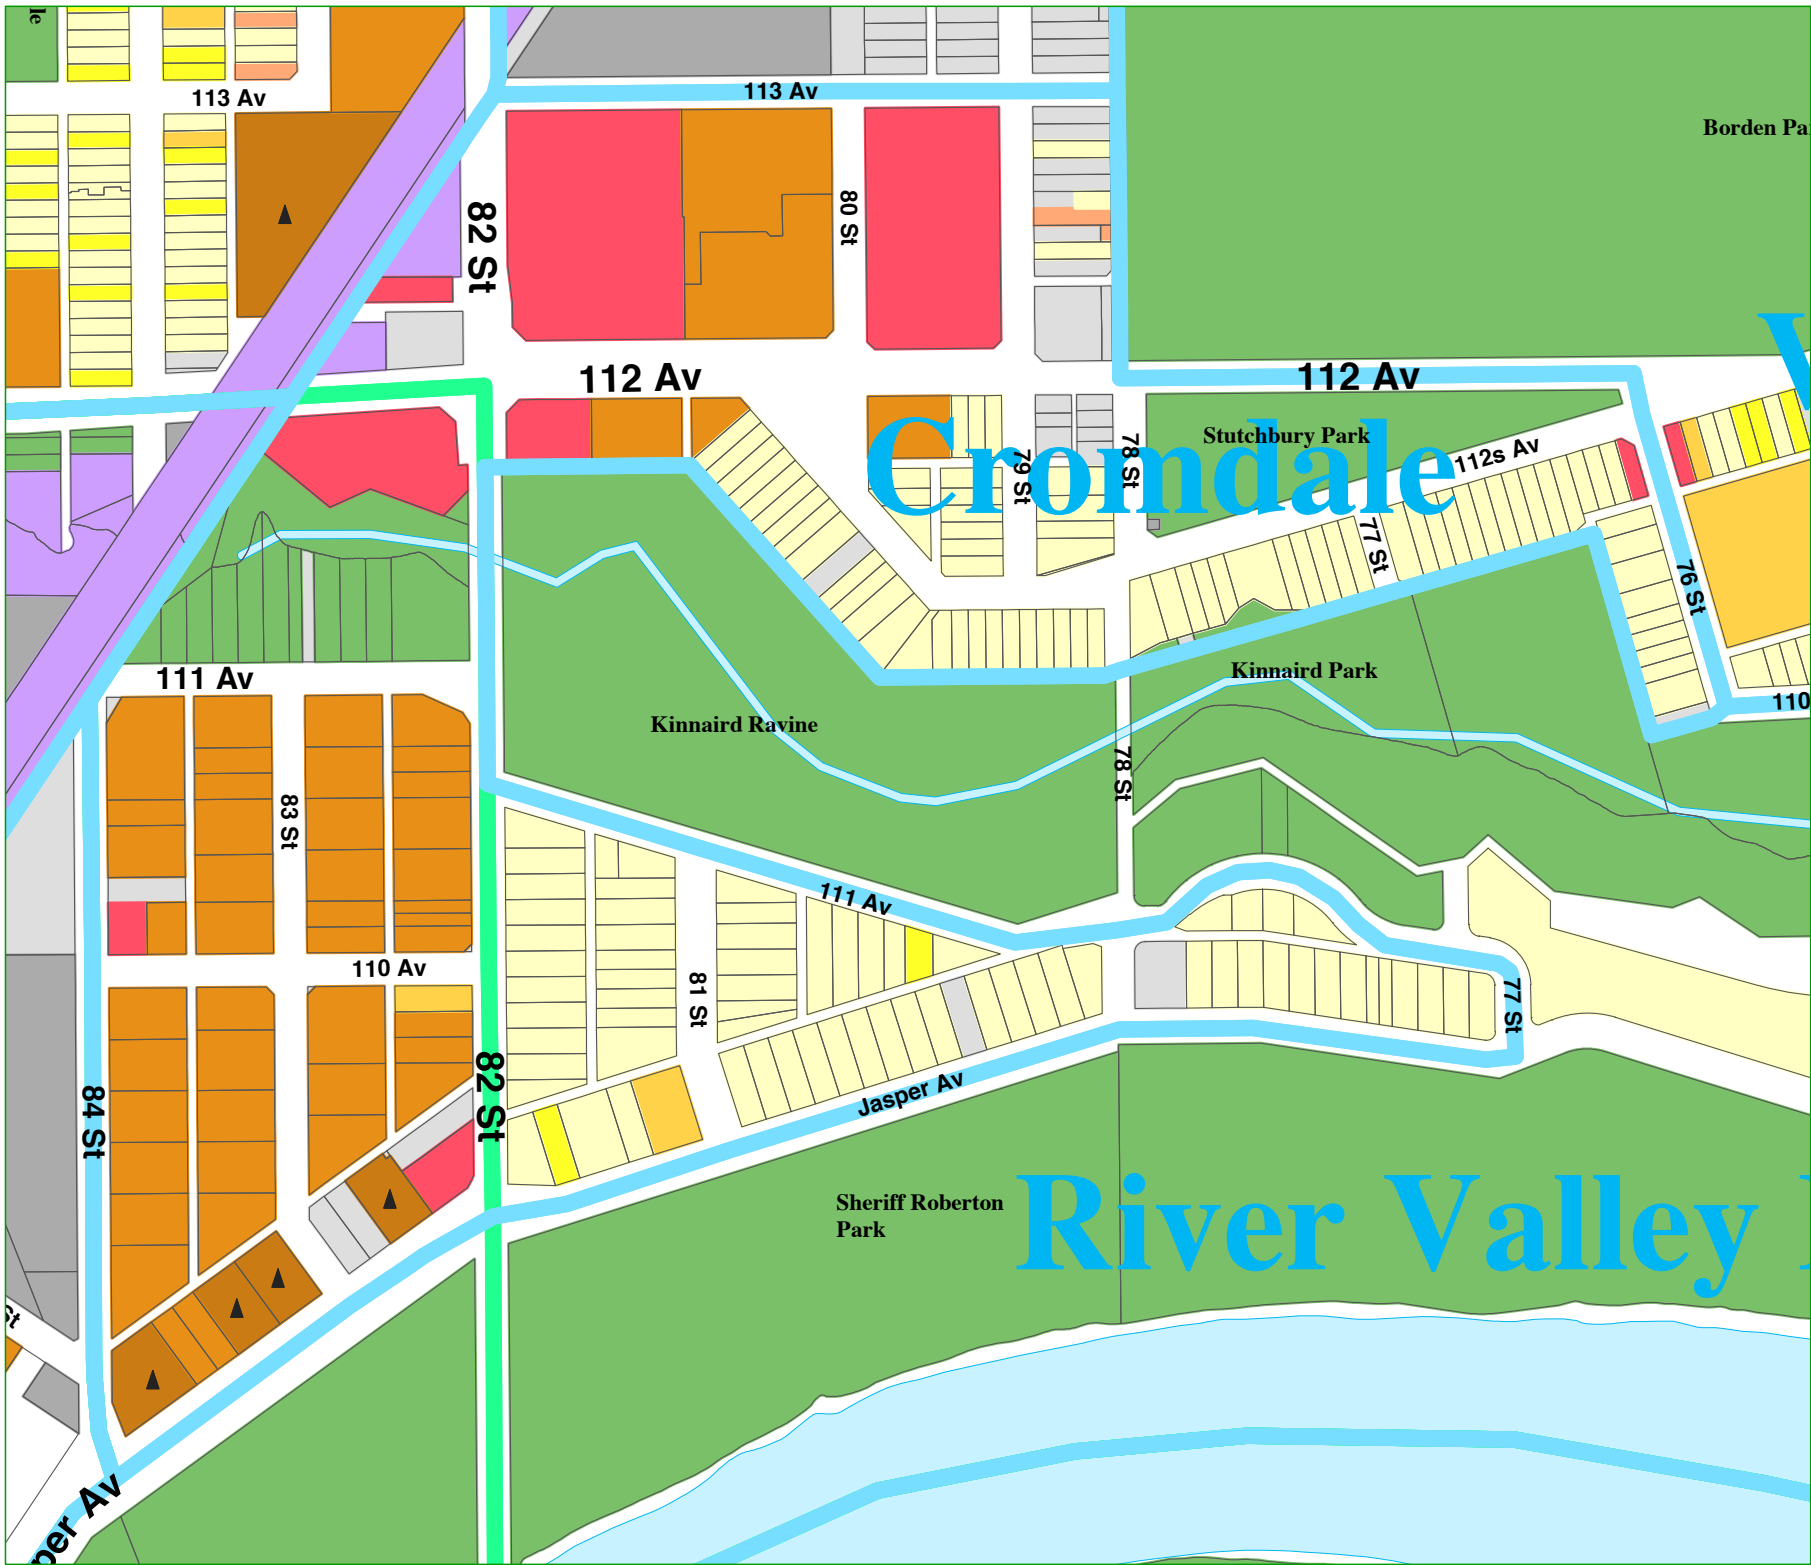 le
113 Av
113 Av
Borden Pa
82 St
80 St
112 Av
112 Av
Cromdale
Stutchbury Park
79 St
78 St
112s Av
77 St
76 St
111 Av
Kinnaird Park
110
Kinnaird Ravine
78 St
83 St
111 Av
110 Av
81 St
77 St
82 St
84 St
Jasper Av
Sheriff Roberton
Park
River Valley
St
per Av